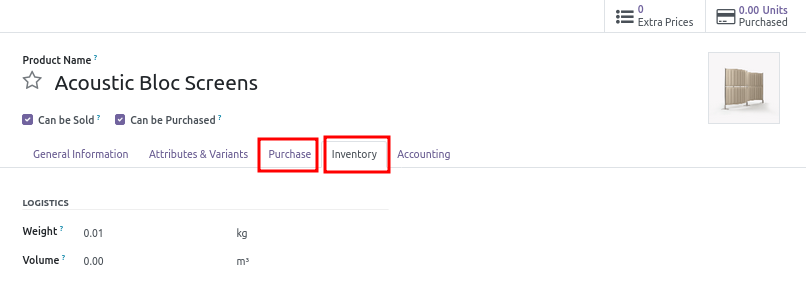 0
Extra Prices
0.00 Units
Purchased
Product Name ?
Acoustic Bloc Screens
Can be Sold ? Can be Purchased ?
General Information Attributes & Variants Purchase Inventory Accounting
LOGISTICS
Weight ? 0.01 kg
Volume ? 0.00 m³